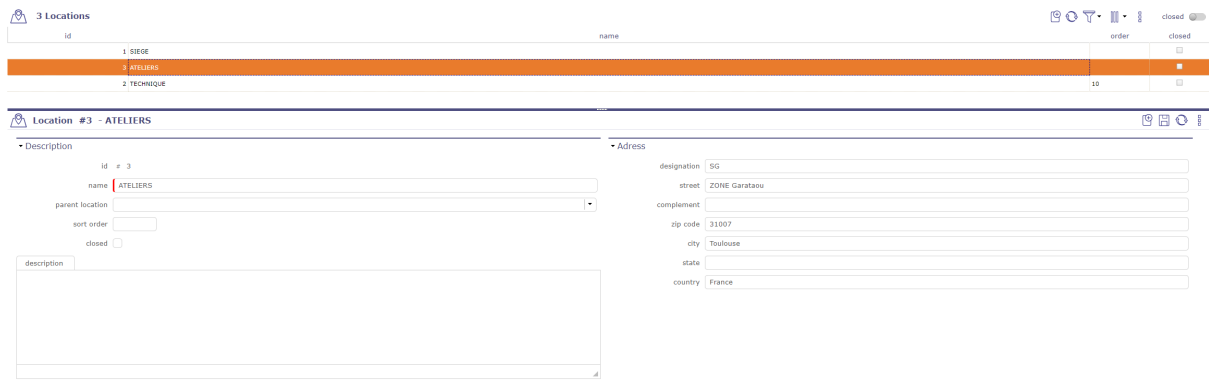 3 Locations closed
id name order closed
1 SIEGE
3 ATELIERS
2 TECHNIQUE 10
Location #3 - ATELIERS
Description
id # 3
name ATELIERS
parent location
sort order
closed
description
Adress
designation SG
street ZONE Garataou
complement
zip code 31007
city Toulouse
state
country France